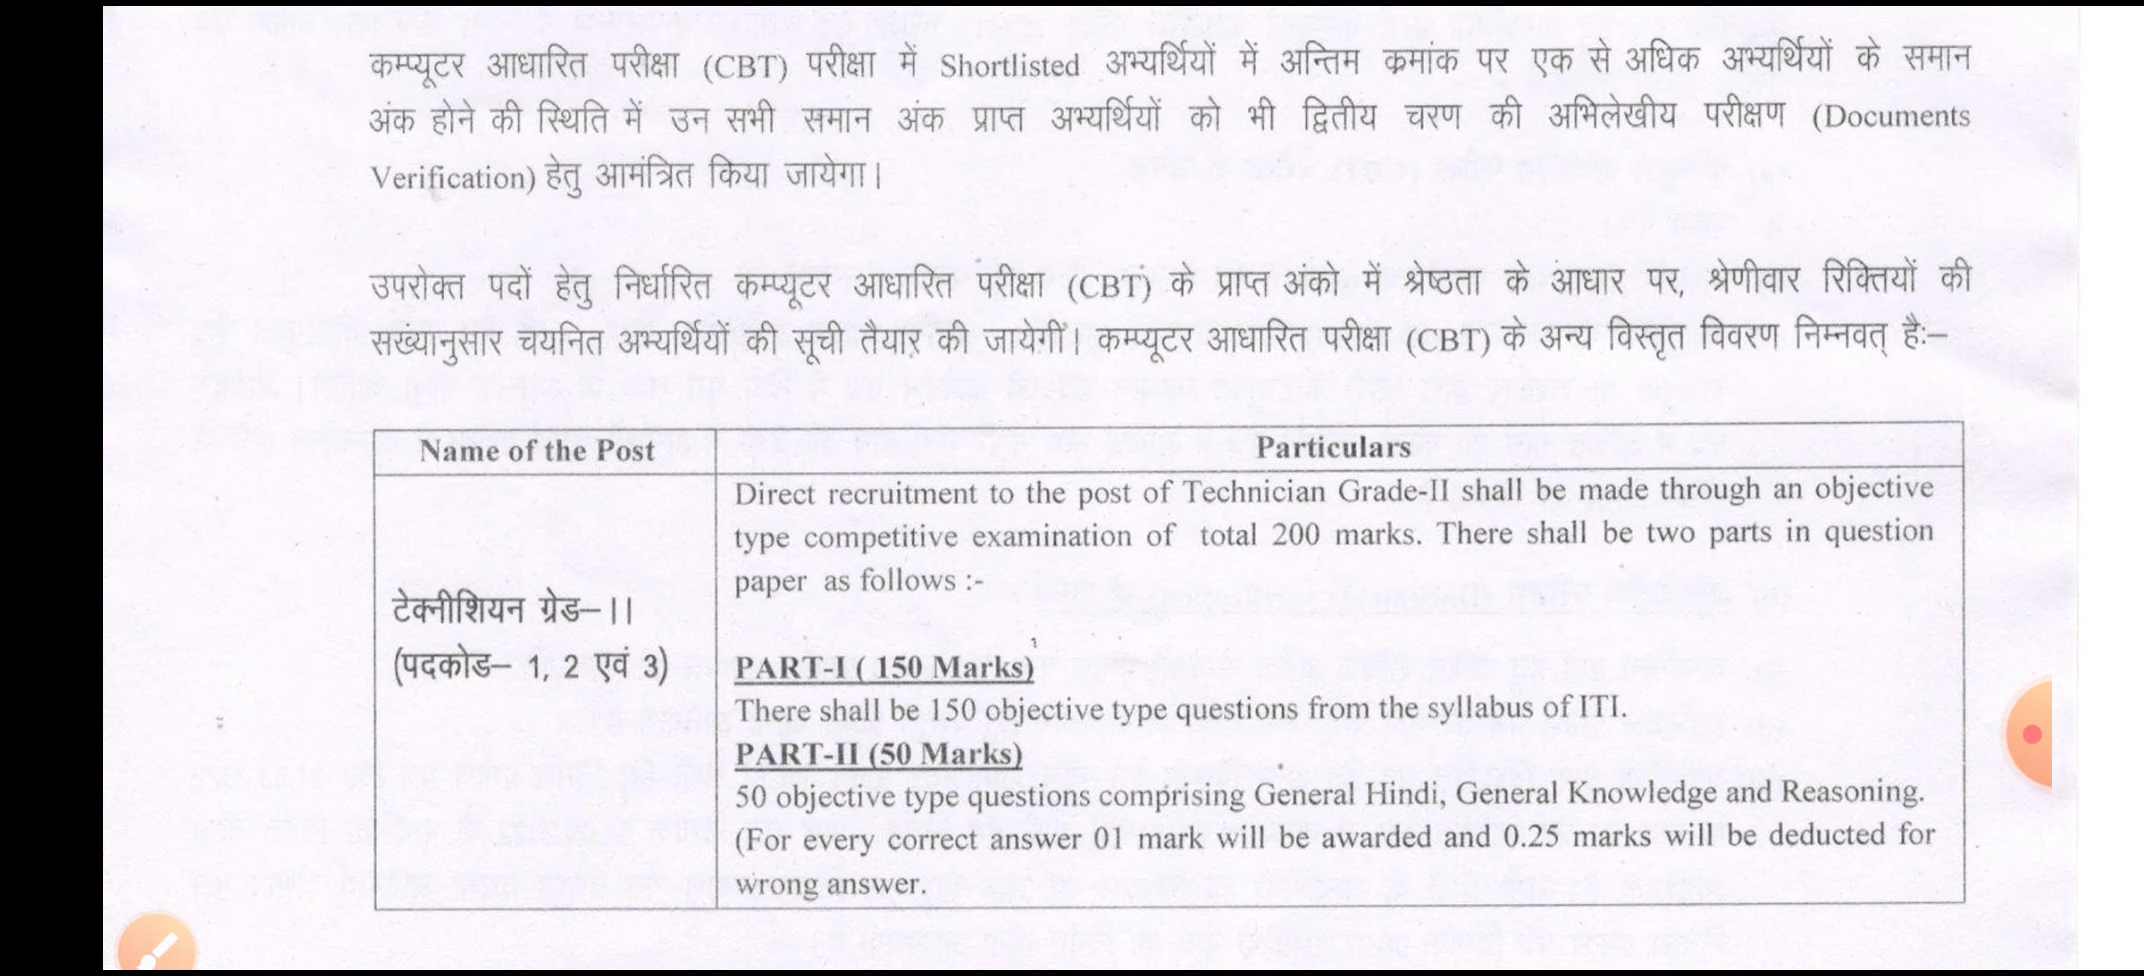 कम्प्यूटर आधारित परीक्षा (CBT) परीक्षा में Shortlisted अभ्यर्थियों में अन्तिम क्रमांक पर एक से अधिक अभ्यर्थियों के समान
अंक होने की स्थिति में उन सभी समान अंक प्राप्त अभ्यर्थियों को भी द्वितीय चरण की अभिलेखीय परीक्षण (Documents
Verification) हेतु आमंत्रित किया जायेगा।
उपरोक्त पदों हेतु निर्धारित कम्प्यूटर आधारित परीक्षा (CBT) के प्राप्त अंको में श्रेष्ठता के आधार पर, श्रेणीवार रिक्तियों की
संख्यानुसार चयनित अभ्यर्थियों की सूची तैयार की जायेगी। कम्प्यूटर आधारित परीक्षा (CBT) के अन्य विस्तृत विवरण निम्नवत् है:–
Name of the Post
Particulars
टेक्नीशियन ग्रेड–।।
(पदकोड– 1, 2 एवं 3)
Direct recruitment to the post of Technician Grade-II shall be made through an objective
type competitive examination of total 200 marks. There shall be two parts in question
paper as follows :-
PART-I ( 150 Marks)
There shall be 150 objective type questions from the syllabus of ITI.
PART-II (50 Marks)
50 objective type questions comprising General Hindi, General Knowledge and Reasoning.
(For every correct answer 01 mark will be awarded and 0.25 marks will be deducted for
wrong answer.